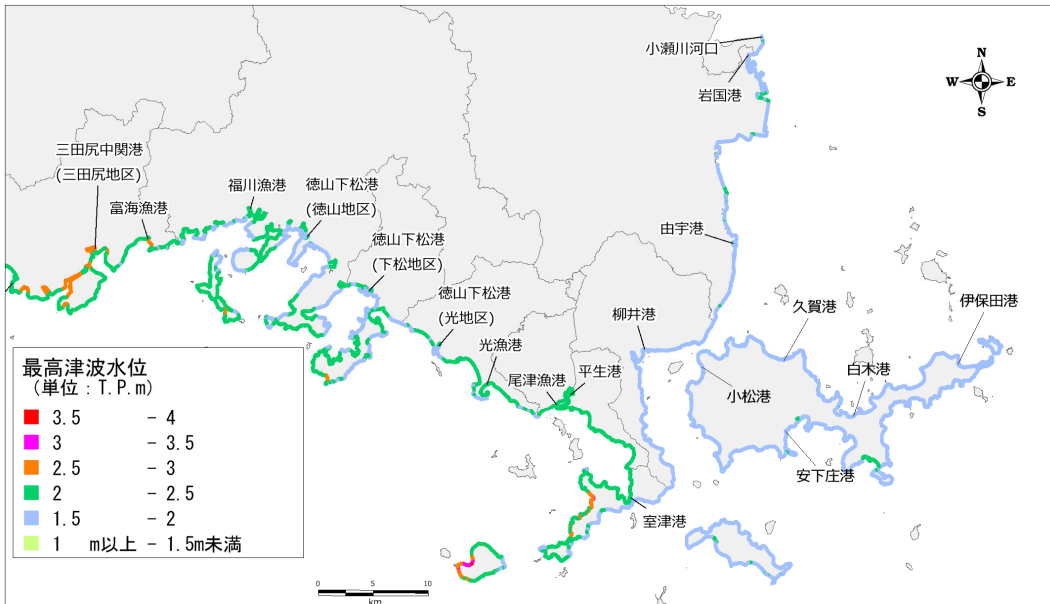 小瀬川河口
岩国港
N
W
E
S
三田尻中関港
(三田尻地区)
富海漁港
福川漁港
徳山下松港
(徳山地区)
徳山下松港
(下松地区)
徳山下松港
(光地区)
光漁港
尾津漁港
平生港
由宇港
柳井港
久賀港
伊保田港
白木港
小松港
安下庄港
室津港
最高津波水位
(単位:T.P.m)
3.5 - 4
3 - 3.5
2.5 - 3
2 - 2.5
1.5 - 2
1 m以上 - 1.5m未満
0 5 10
km